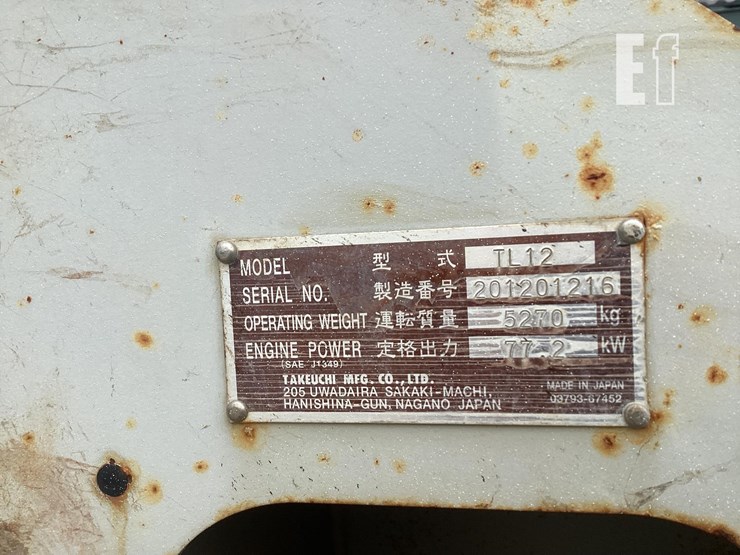 Ef
MODEL 型式 TL12
SERIAL NO. 製造番号 201201216
OPERATING WEIGHT 運転質量 5270 kg
ENGINE POWER 定格出力 77.2 kW
(SAE J1349)
TAKEUCHI MFG. CO., LTD.
205 UWADAIRA SAKAKI-MACHI,
HANISHINA-GUN, NAGANO JAPAN
MADE IN JAPAN
03793-67452